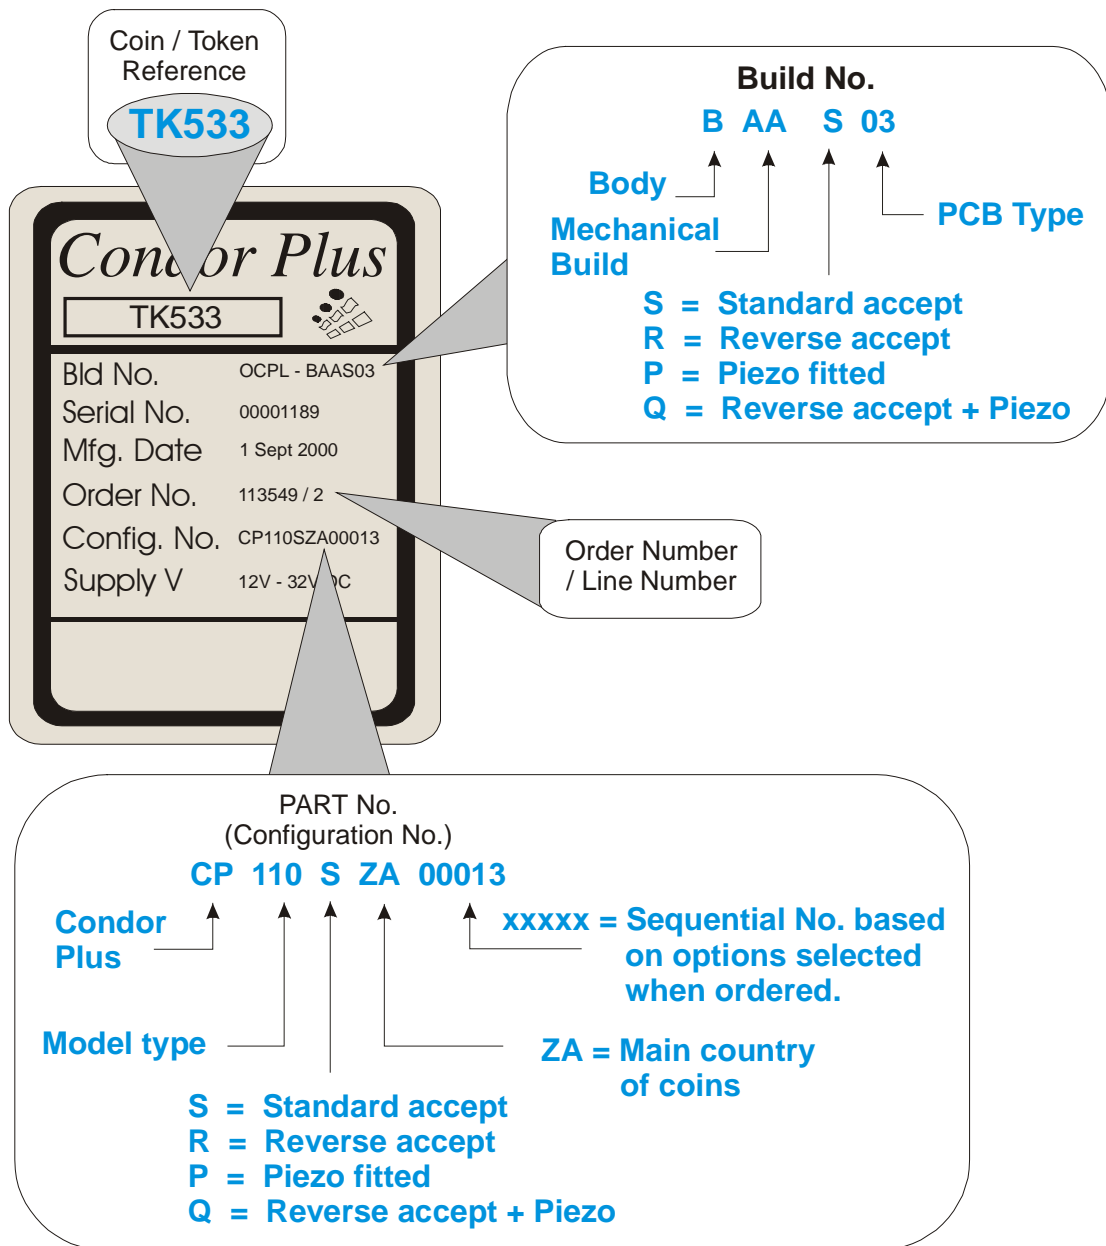 Coin / Token
Reference
TK533
Condor Plus
TK533
Bld No. OCPL - BAAS03
Serial No. 00001189
Mfg. Date 1 Sept 2000
Order No. 113549 / 2
Config. No. CP110SZA00013
Supply V 12V - 32V DC
Build No.
B AA S 03
Body
Mechanical
Build
PCB Type
S = Standard accept
R = Reverse accept
P = Piezo fitted
Q = Reverse accept + Piezo
Order Number
/ Line Number
PART No.
(Configuration No.)
CP 110 S ZA 00013
Condor
Plus
xxxxx = Sequential No. based
on options selected
when ordered.
Model type
ZA = Main country
of coins
S = Standard accept
R = Reverse accept
P = Piezo fitted
Q = Reverse accept + Piezo